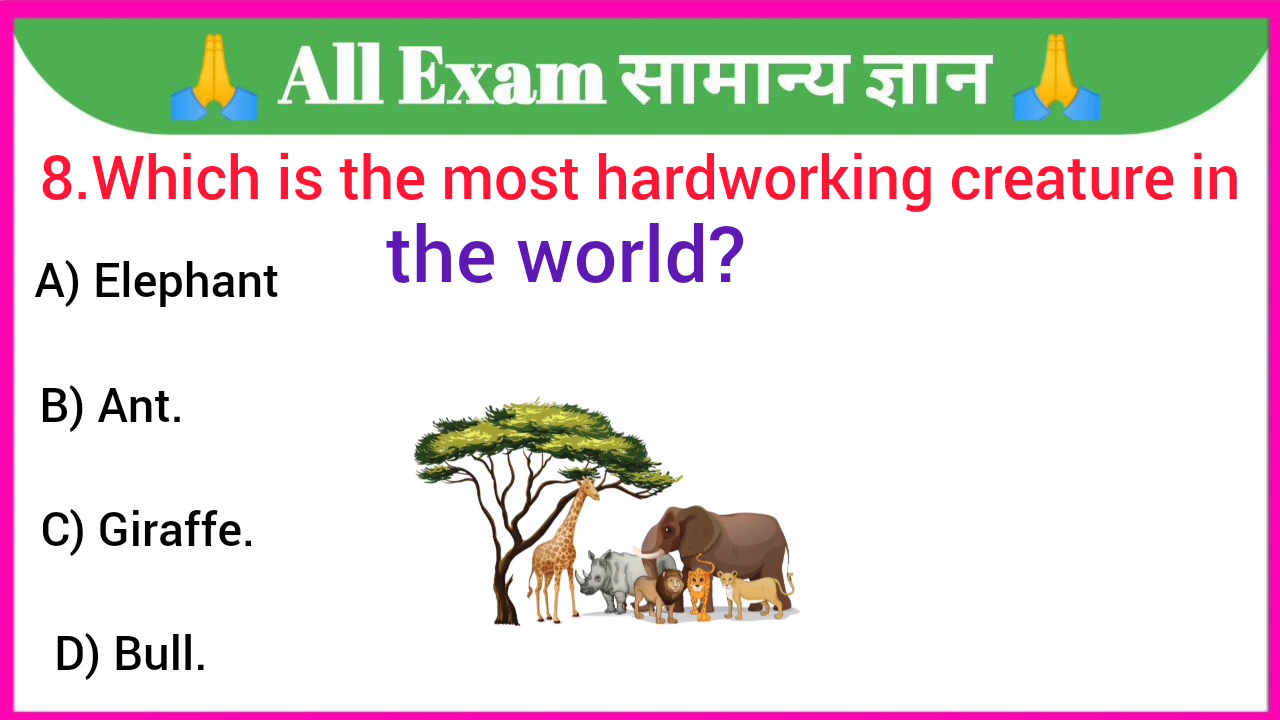 🙏 All Exam सामान्य ज्ञान 🙏
8.Which is the most hardworking creature in
the world?
A) Elephant
B) Ant.
C) Giraffe.
D) Bull.